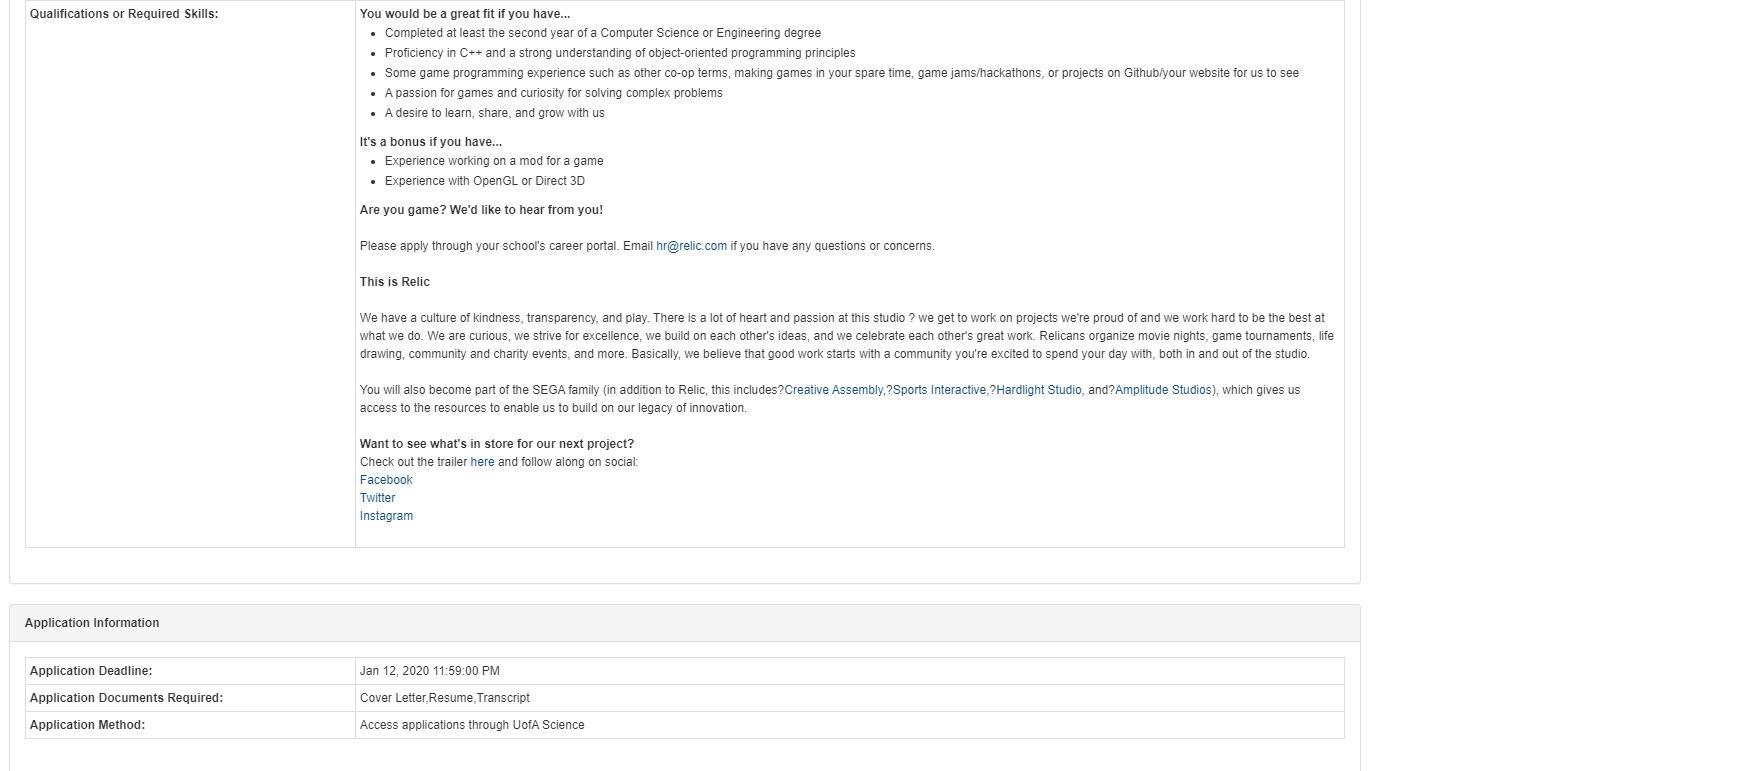 Qualifications or Required Skills:
You would be a great fit if you have...
Completed at least the second year of a Computer Science or Engineering degree
Proficiency in C++ and a strong understanding of object-oriented programming principles
Some game programming experience such as other co-op terms, making games in your spare time, game jams/hackathons, or projects on Github/your website for us to see
A passion for games and curiosity for solving complex problems
A desire to learn, share, and grow with us
It's a bonus if you have...
Experience working on a mod for a game
Experience with OpenGL or Direct 3D
Are you game? We'd like to hear from you!
Please apply through your school's career portal. Email hr@relic.com if you have any questions or concerns.
This is Relic
We have a culture of kindness, transparency, and play. There is a lot of heart and passion at this studio ? we get to work on projects we're proud of and we work hard to be the best at
what we do. We are curious, we strive for excellence, we build on each other's ideas, and we celebrate each other's great work. Relicans organize movie nights, game tournaments, life
drawing, community and charity events, and more. Basically, we believe that good work starts with a community you're excited to spend your day with, both in and out of the studio.
You will also become part of the SEGA family (in addition to Relic, this includes?Creative Assembly,?Sports Interactive,?Hardlight Studio, and?Amplitude Studios), which gives us
access to the resources to enable us to build on our legacy of innovation.
Want to see what's in store for our next project?
Check out the trailer here and follow along on social:
Facebook
Twitter
Instagram
Application Information
Application Deadline: Jan 12, 2020 11:59:00 PM
Application Documents Required: Cover Letter,Resume,Transcript
Application Method: Access applications through UofA Science